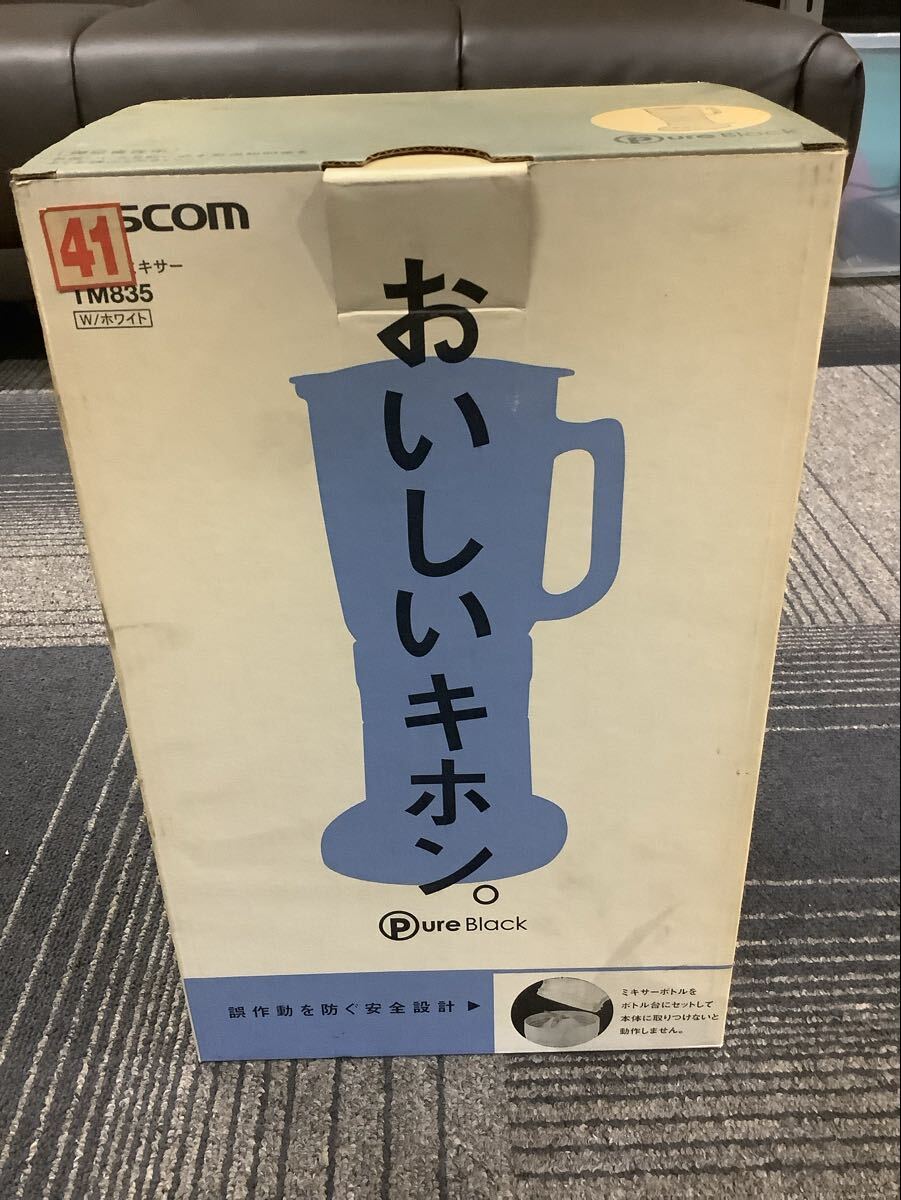 Pure Black
41
scom
ミキサー
TM835
W/ホワイト
おいしいキホン。
Pure Black
誤作動を防ぐ安全設計▶
ミキサーボトルを
ボトル台にセットして
本体に取りつけないと
動作しません。